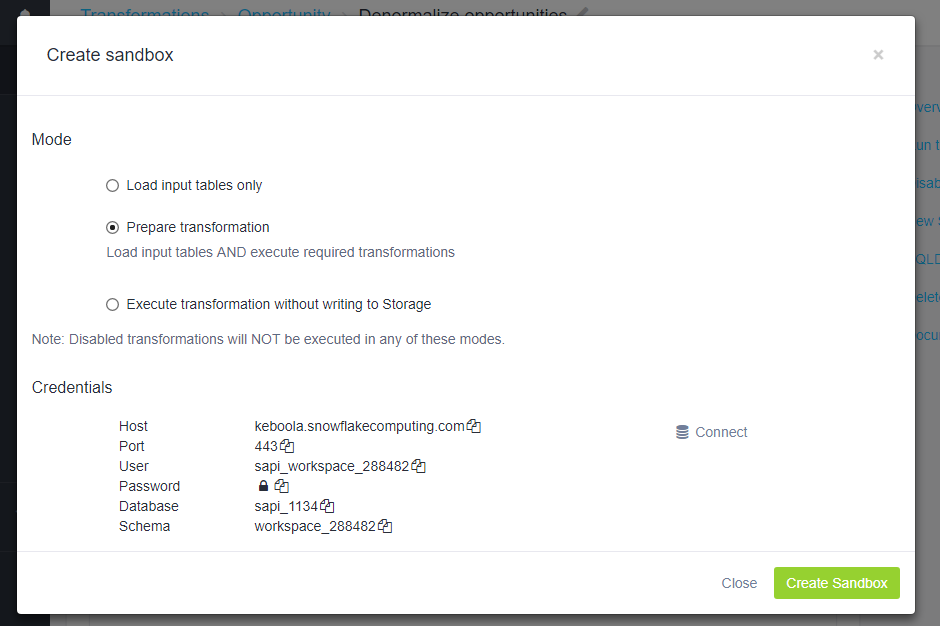 Transformations Opportunity Denormalize opportunities
Create sandbox ×
Mode
Load input tables only
Prepare transformation
Load input tables AND execute required transformations
Execute transformation without writing to Storage
Note: Disabled transformations will NOT be executed in any of these modes.
Credentials
Host keboola.snowflakecomputing.com
Connect
Port 443
User sapi_workspace_288482
Password
Database sapi_1134
Schema workspace_288482
Close Create Sandbox